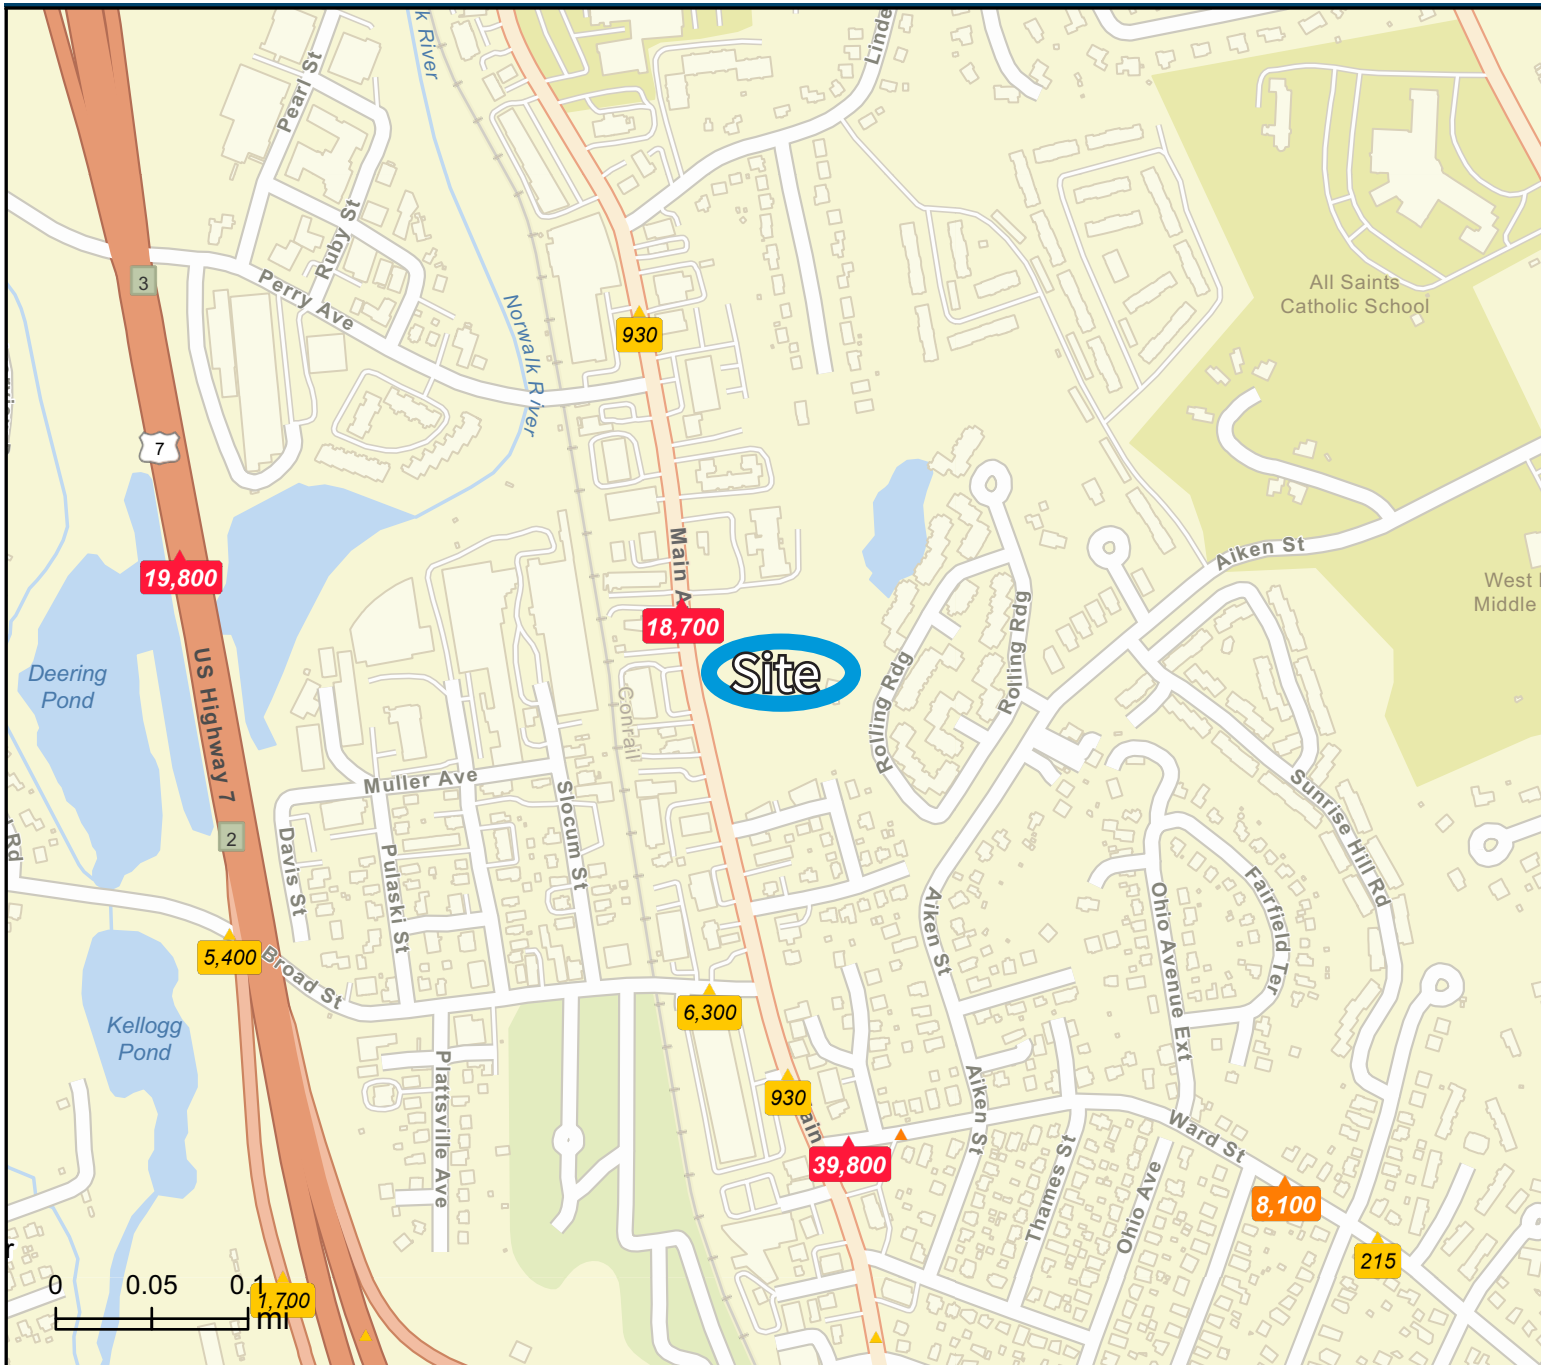 k River
Linde
Pearl St
Ruby St
Perry Ave
3
All Saints
Catholic School
Norwalk River
930
7
Main A
Aiken St
19,800
West
Middle
18,700
Site
Rolling Rdg
Rolling Rdg
Deering
Pond
US Highway 7
Conrail
Muller Ave
Slocum St
Sunrise Hill Rd
2
Davis St
Pulaski St
Rd
Aiken St
Ohio Avenue Ext
Fairfield Ter
5,400
Broad St
6,300
Kellogg
Pond
Plattsville Ave
930
ain
Aiken St
Ward St
39,800
Thames St
Ohio Ave
8,100
215
r
0 0.05 0.1
mi
1,700